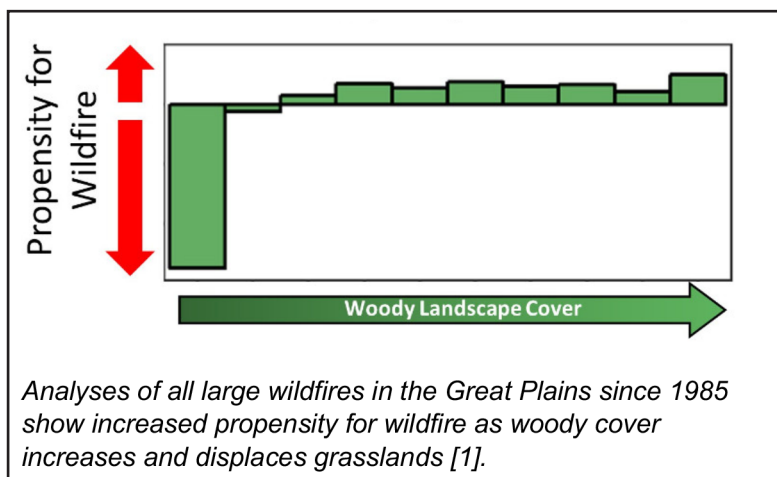 Propensity for
Wildfire
Woody Landscape Cover
Analyses of all large wildfires in the Great Plains since 1985
show increased propensity for wildfire as woody cover
increases and displaces grasslands [1].